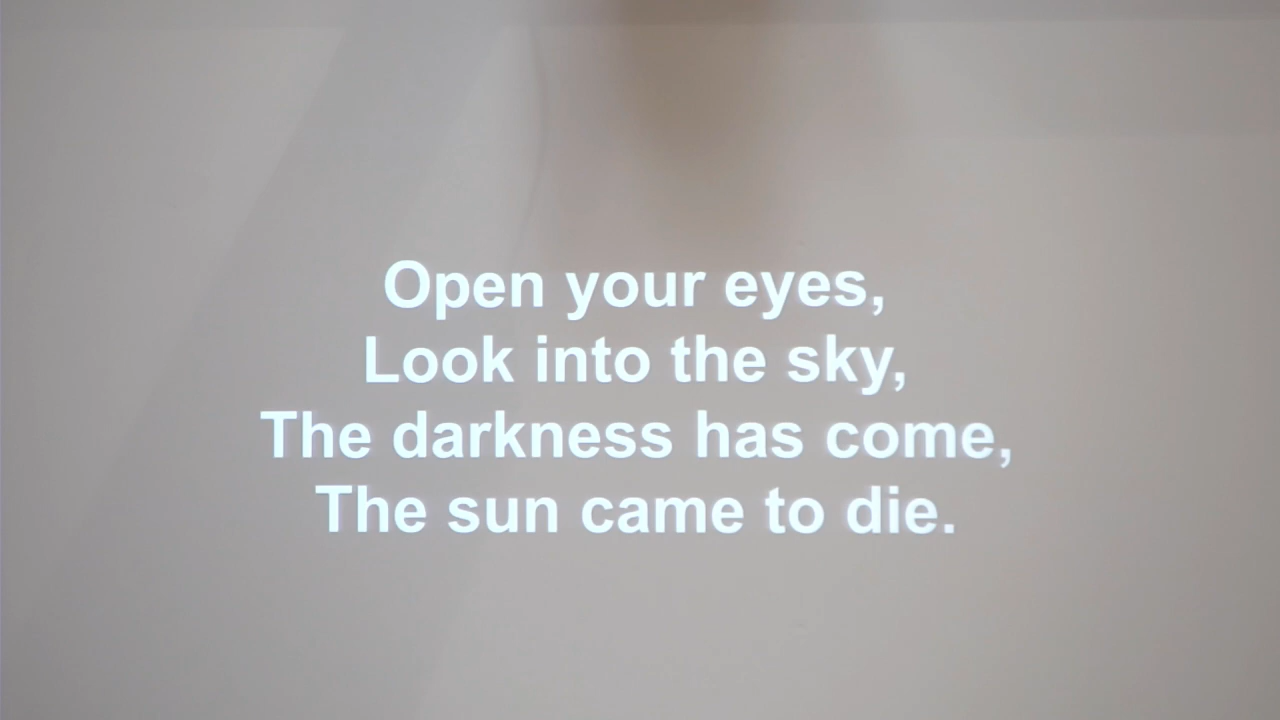 Open your eyes,
Look into the sky,
The darkness has come,
The sun came to die.